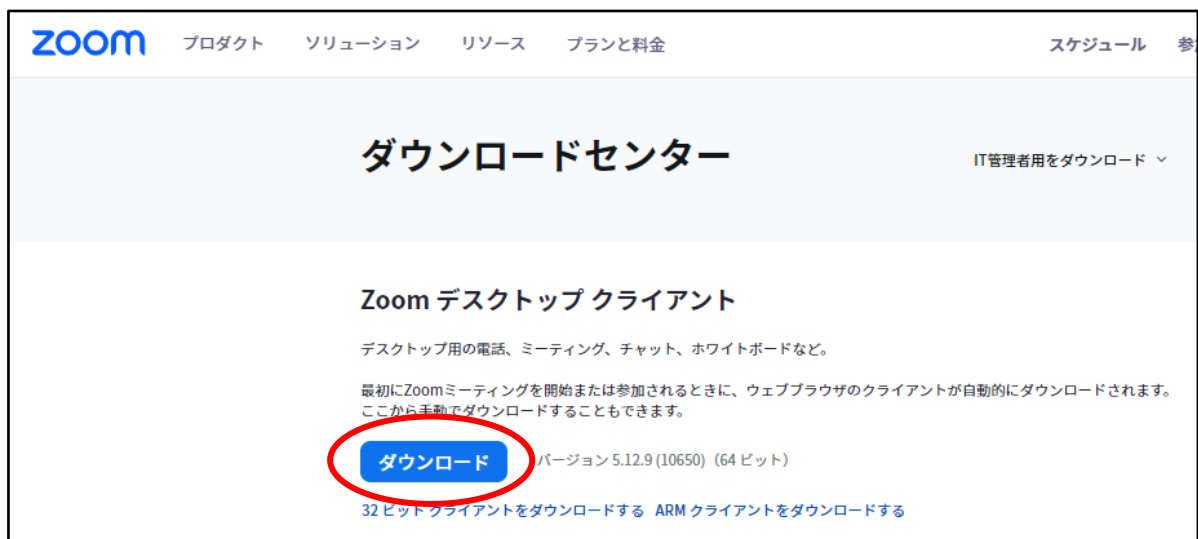 zoom プロダクト ソリューション リソース プランと料金 スケジュール
ダウンロードセンター
IT管理者用をダウンロード
Zoom デスクトップ クライアント
デスクトップ用の電話、ミーティング、チャット、ホワイトボードなど。
最初にZoomミーティングを開始または参加されるときに、ウェブブラウザのクライアントが自動的にダウンロードされます。
ここから手動でダウンロードすることもできます。
ダウンロード バージョン 5.12.9 (10650)（64 ビット）
32 ビット クライアントをダウンロードする ARM クライアントをダウンロードする